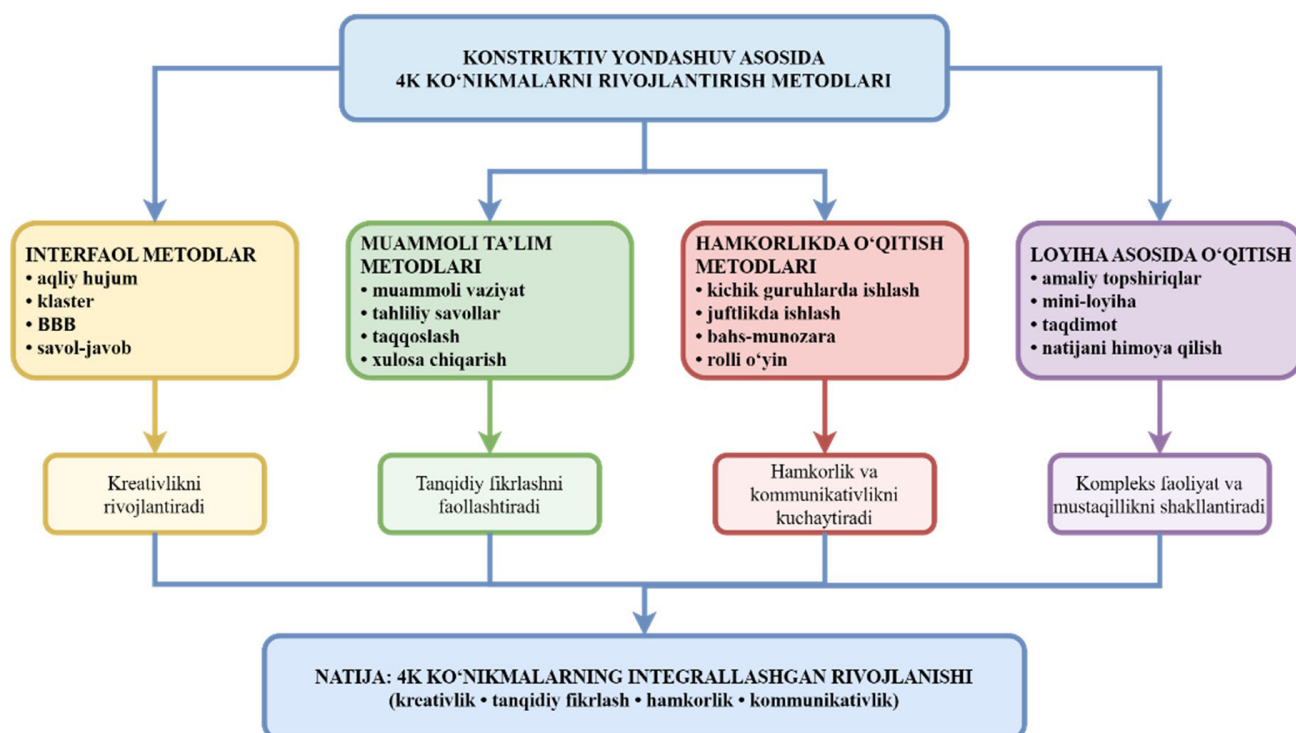 KONSTRUKTIV YONDASHUV ASOSIDA
4K KO‘NIKMALARNI RIVOJLANTIRISH METODLARI
INTERFAOL METODLAR
• aqliy hujum
• klaster
• BBB
• savol-javob
MUAMMOLI TA’LIM
METODLARI
• muammoli vaziyat
• tahliliy savollar
• taqqoslash
• xulosa chiqarish
HAMKORLIKDA O‘QITISH
METODLARI
• kichik guruhlarda ishlash
• juftlikda ishlash
• bahs-munozara
• rolli o‘yin
LOYIHA ASOSIDA O‘QITISH
• amaliy topshiriqlar
• mini-loyiha
• taqdimot
• natijani himoya qilish
Kreativlikni
rivojlantiradi
Tanqidiy fikrlashni
faollashtiradi
Hamkorlik va
kommunikativlikni
kuchaytiradi
Kompleks faoliyat va
mustaqillikni shakllantiradi
NATIJA: 4K KO‘NIKMALARNING INTEGRALLASHGAN RIVOJLANISHI
(kreativlik • tanqidiy fikrlash • hamkorlik • kommunikativlik)